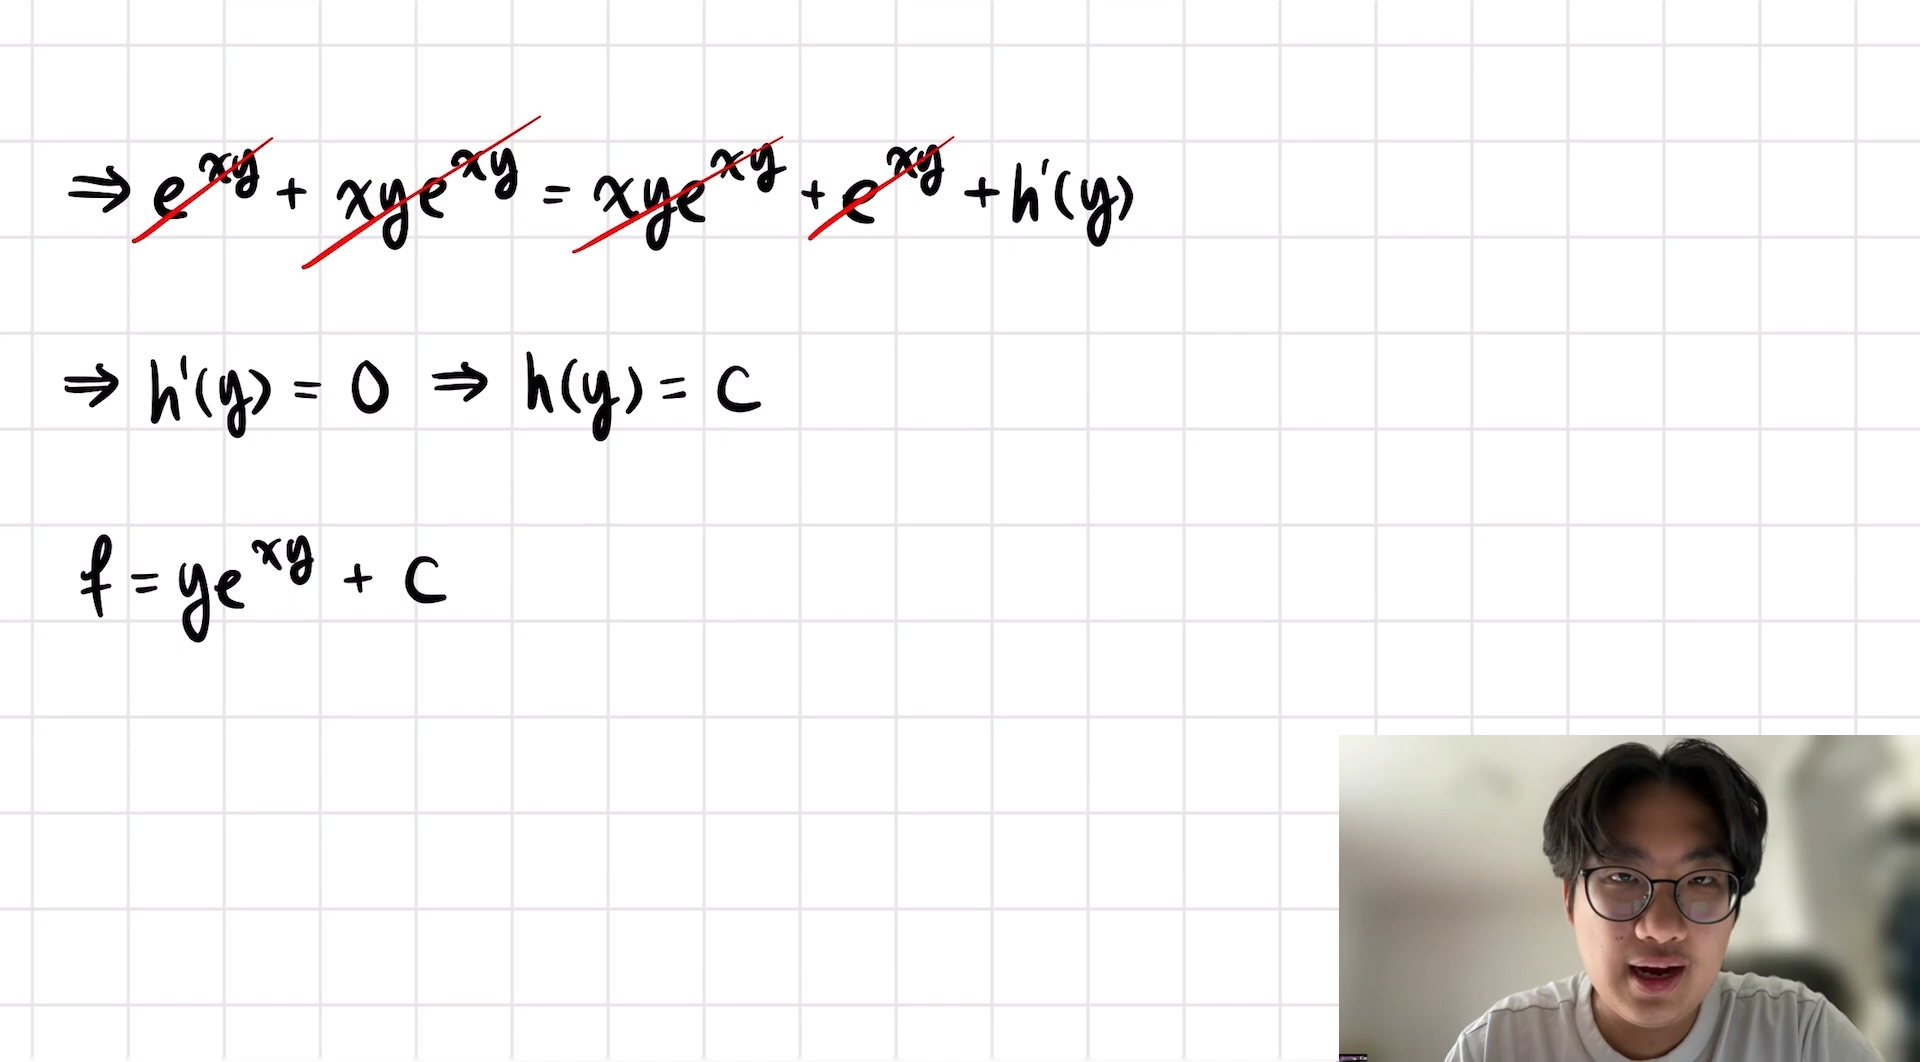 ⇒ e^xy + xye^xy = xye^xy + e^xy + h'(y)
⇒ h'(y) = 0 ⇒ h(y) = C
f = ye^xy + C